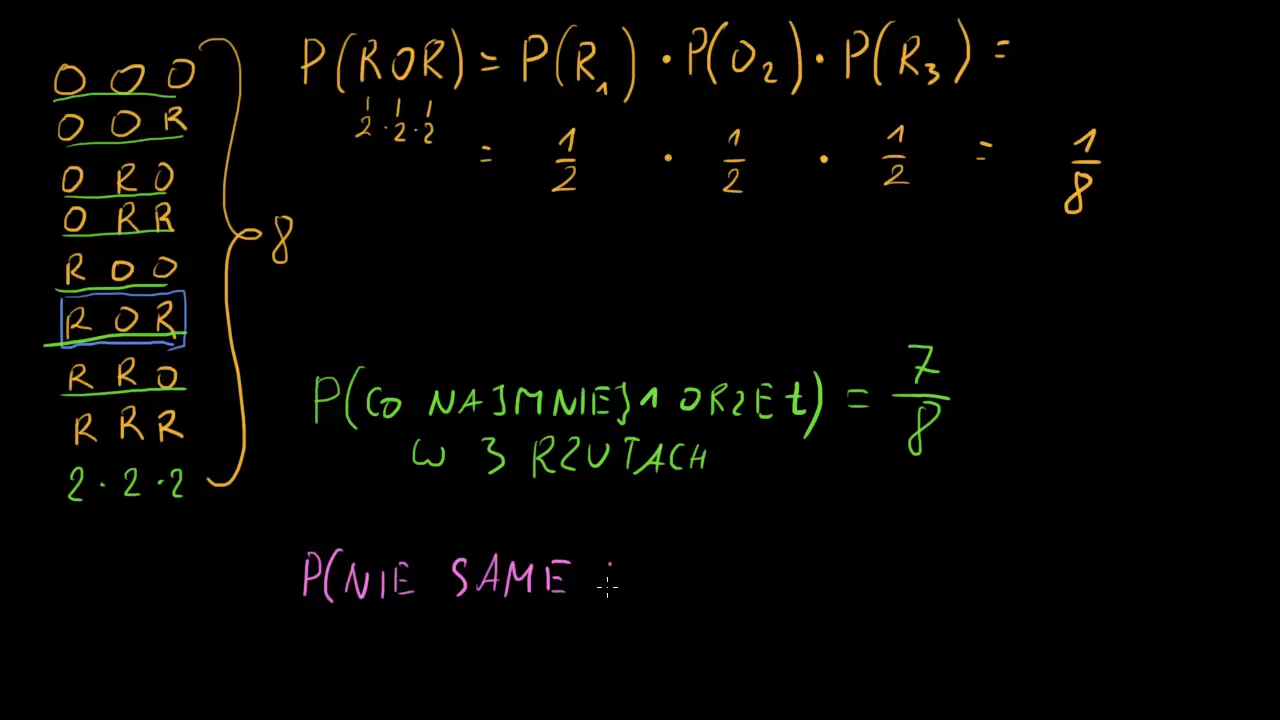 O O O
O O R
O R O
O R R
R O O
R O R
R R O
R R R
2 · 2 · 2
8
P(ROR) = P(R₁) · P(O₂) · P(R₃) =
1/2 · 1/2 · 1/2
= 1/2 · 1/2 · 1/2 = 1/8
P(CO NAJMNIEJ 1 ORZEŁ) = 7/8
W 3 RZUTACH
P(NIE SAME